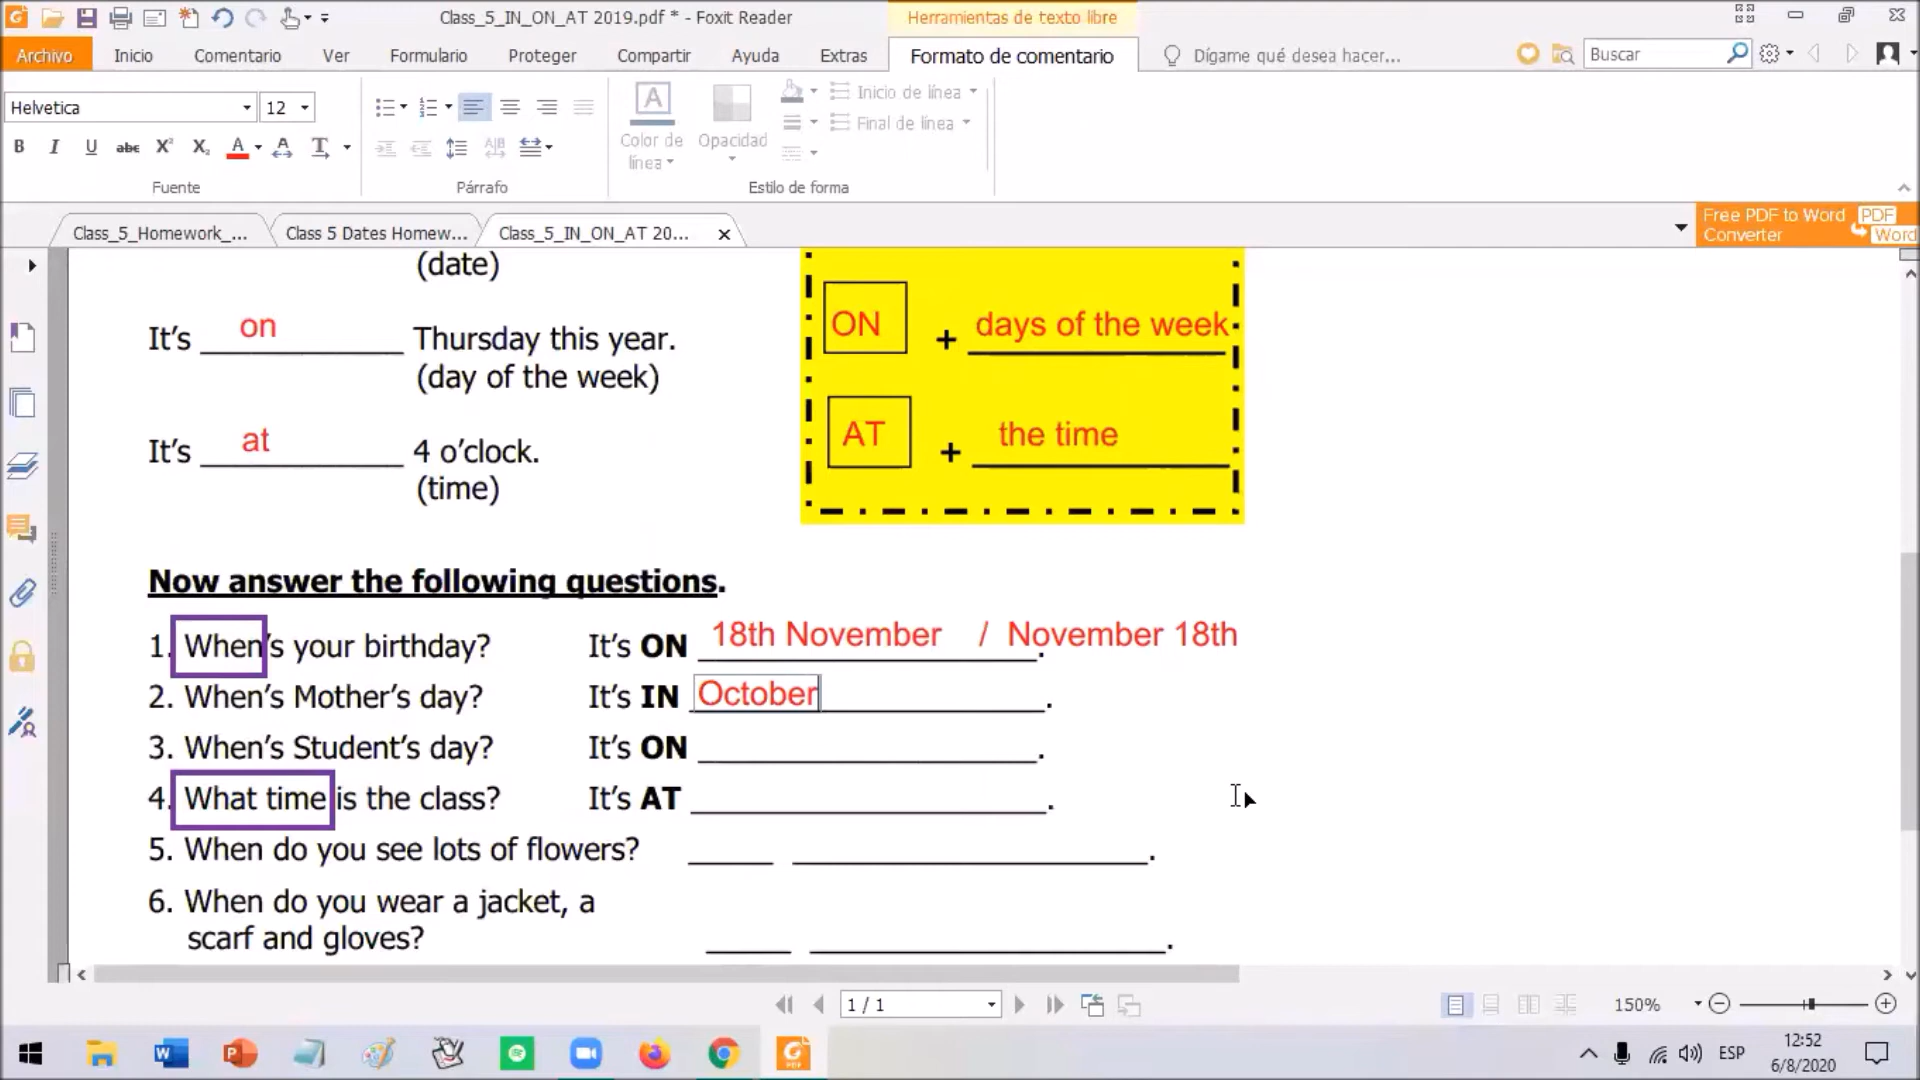 Class_5_IN_ON_AT 2019.pdf * - Foxit Reader
Herramientas de texto libre
Archivo Inicio Comentario Ver Formulario Proteger Compartir Ayuda Extras Formato de comentario Dígame qué desea hacer... Buscar
Helvetica 12
Inicio de línea
Final de línea
Color de línea
Opacidad
Fuente Párrafo Estilo de forma
Class_5_Homework_... Class 5 Dates Homew... Class_5_IN_ON_AT 20...
Free PDF to Word Converter
PDF
Word
(date)
It's on Thursday this year.
(day of the week)
It's at 4 o'clock.
(time)
ON + days of the week
AT + the time
Now answer the following questions.
1. When's your birthday? It's ON 18th November / November 18th.
2. When's Mother's day? It's IN October.
3. When's Student's day? It's ON ____________________.
4. What time is the class? It's AT ____________________.
5. When do you see lots of flowers? _____ ____________________.
6. When do you wear a jacket, a
scarf and gloves? _____ ____________________.
1 / 1
150%
ESP
12:52
6/8/2020